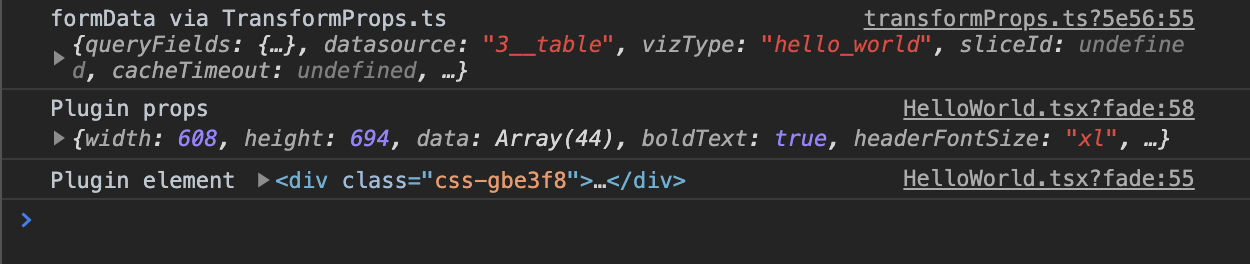 formData via TransformProps.ts transformProps.ts?5e56:55
{queryFields: {…}, datasource: "3__table", vizType: "hello_world", sliceId: undefine
d, cacheTimeout: undefined, …}
Plugin props HelloWorld.tsx?fade:58
{width: 608, height: 694, data: Array(44), boldText: true, headerFontSize: "xl", …}
Plugin element <div class="css-gbe3f8">…</div> HelloWorld.tsx?fade:55